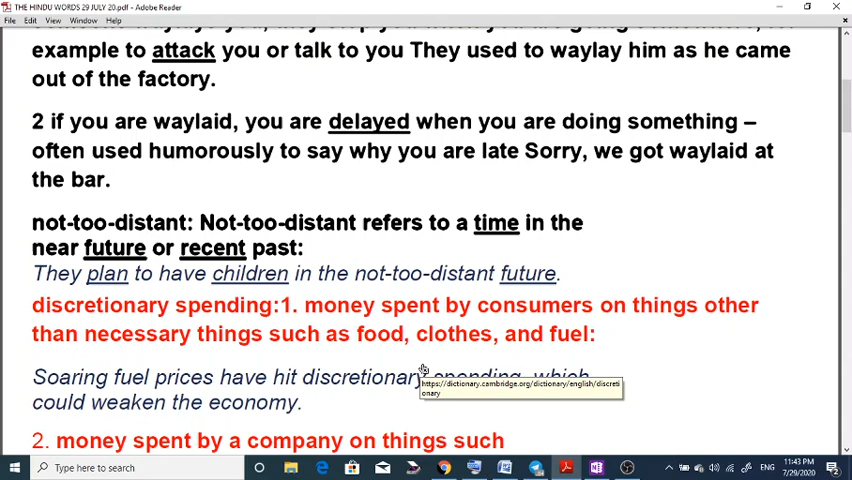 THE HINDU WORDS 29 JULY 20.pdf - Adobe Reader
File Edit View Window Help
example to attack you or talk to you They used to waylay him as he came
out of the factory.
2 if you are waylaid, you are delayed when you are doing something –
often used humorously to say why you are late Sorry, we got waylaid at
the bar.
not-too-distant: Not-too-distant refers to a time in the
near future or recent past:
They plan to have children in the not-too-distant future.
discretionary spending:1. money spent by consumers on things other
than necessary things such as food, clothes, and fuel:
Soaring fuel prices have hit discretionary spending, which
https://dictionary.cambridge.org/dictionary/english/discreti
onary
could weaken the economy.
2. money spent by a company on things such
Type here to search
ENG
11:43 PM
7/29/2020
2